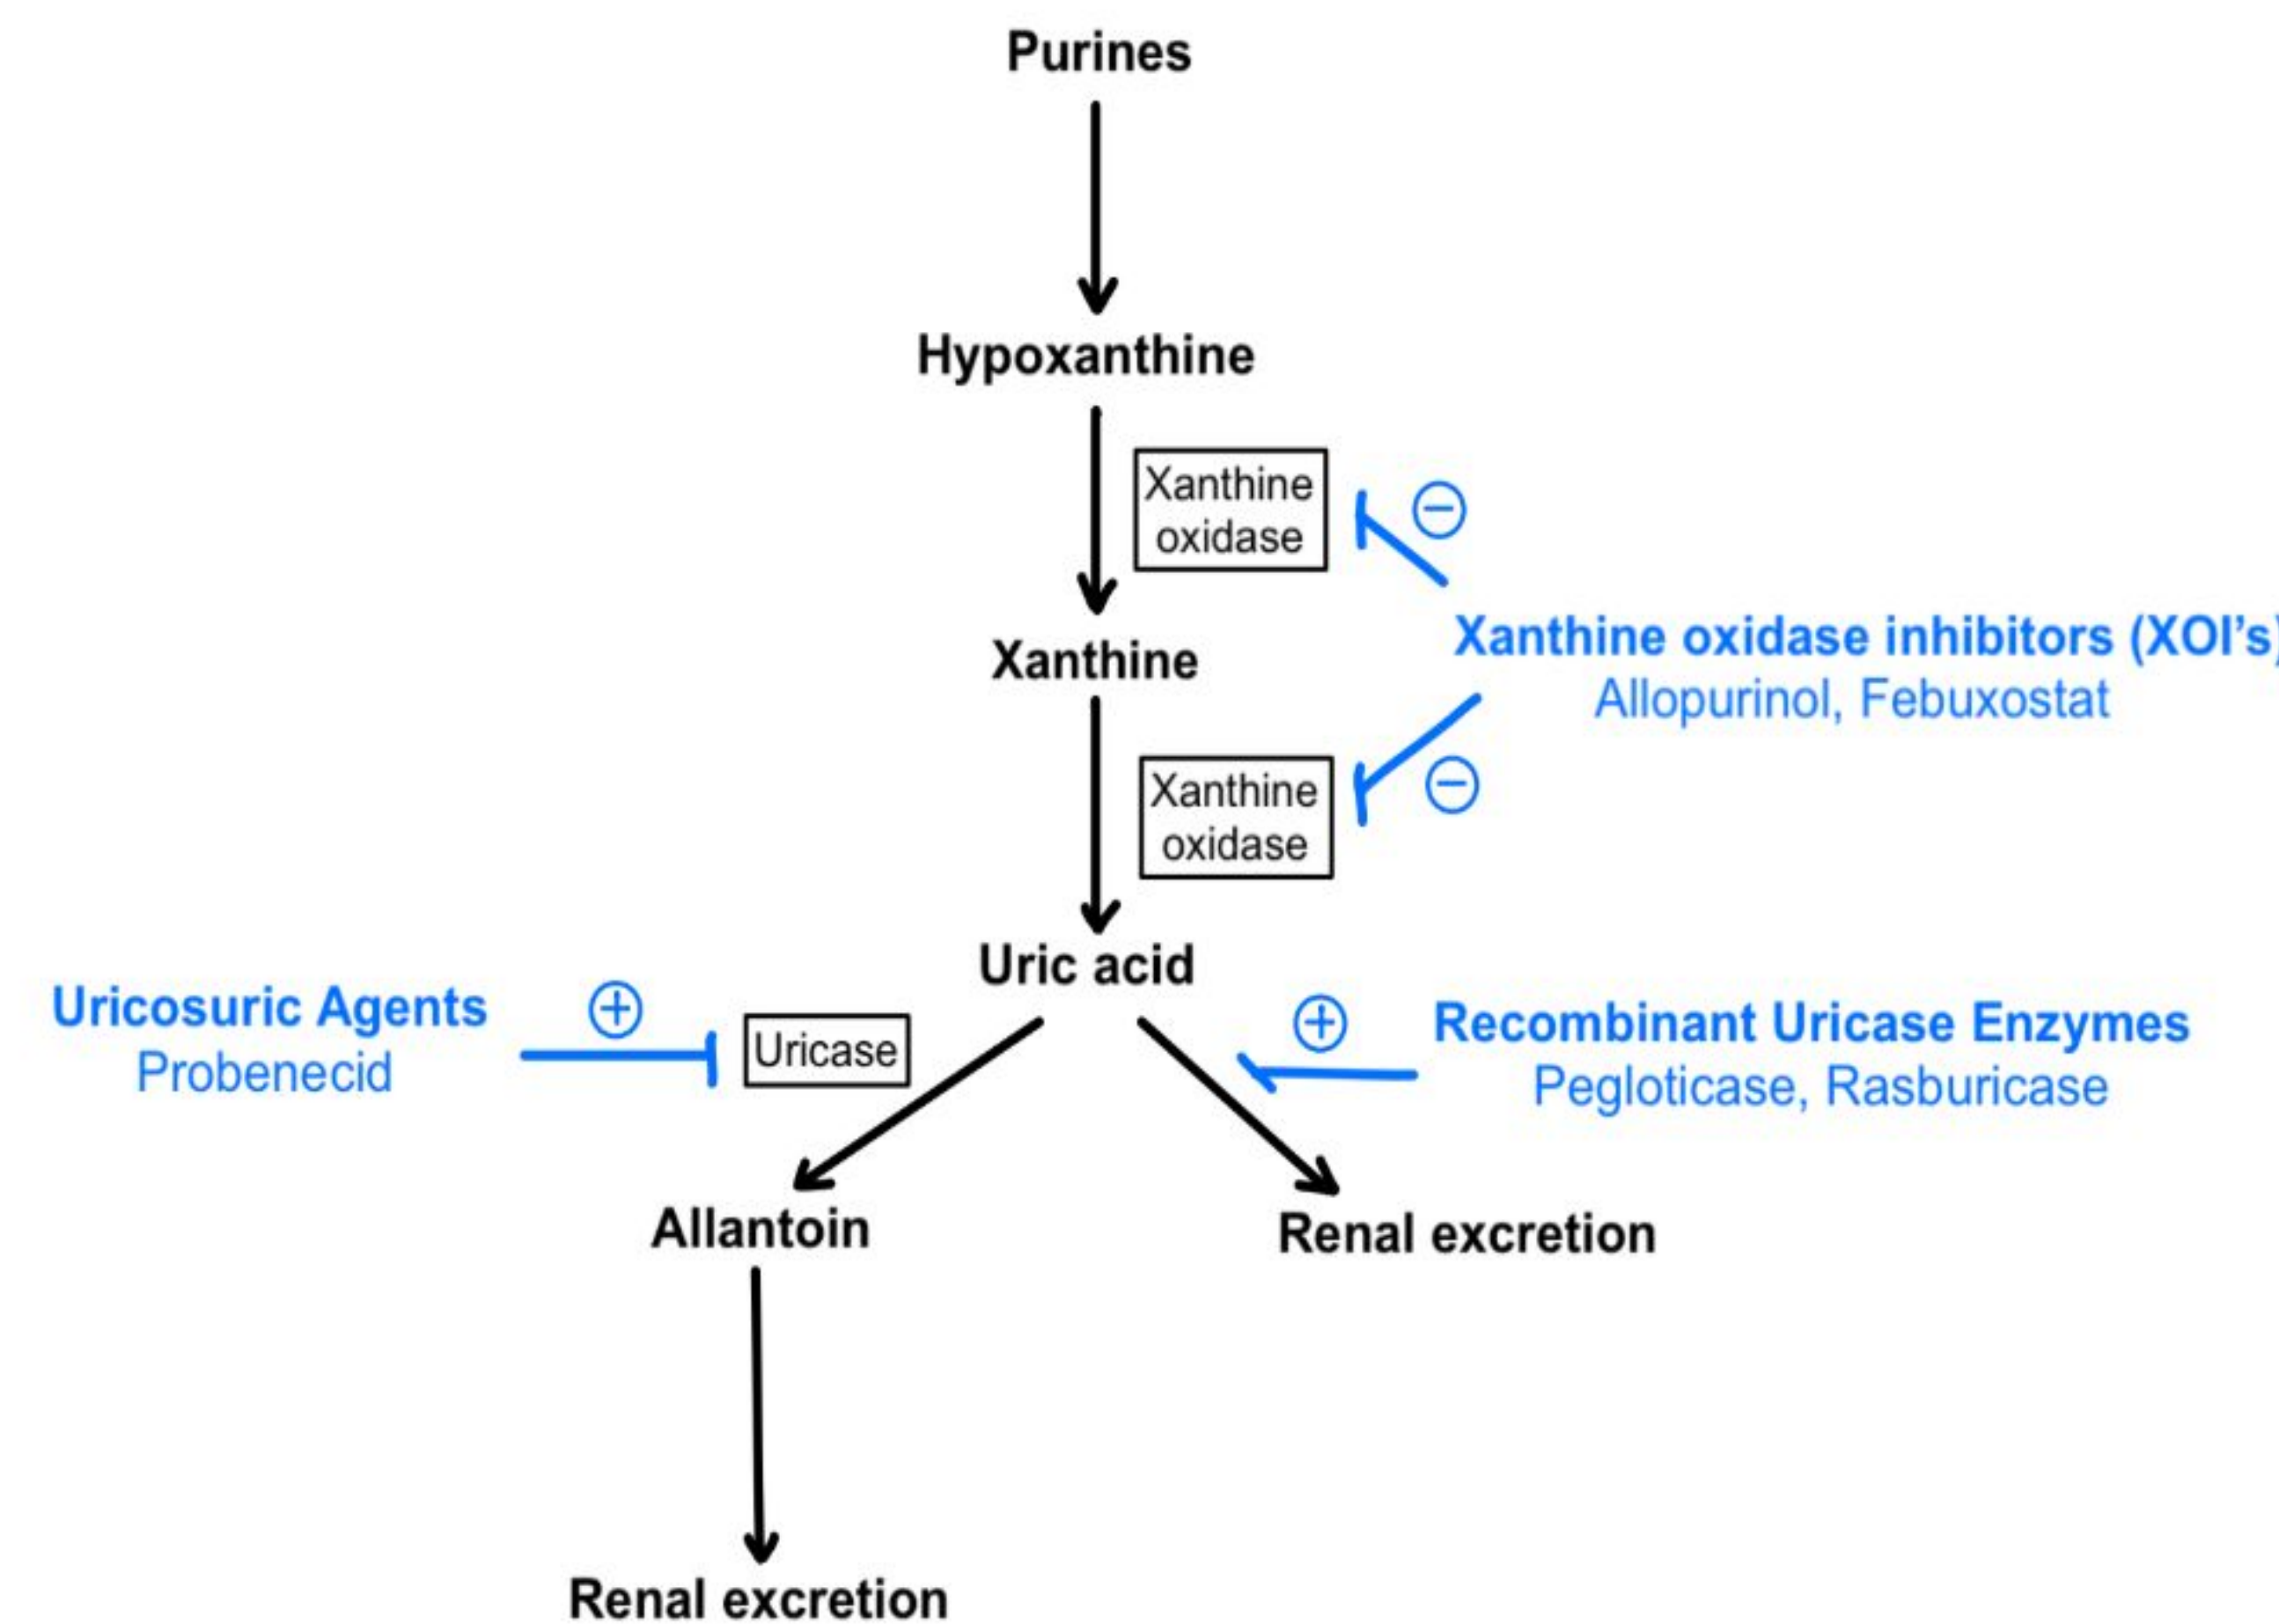 Purines
Hypoxanthine
Xanthine
oxidase
Xanthine oxidase inhibitors (XOI's)
Allopurinol, Febuxostat
Xanthine
Xanthine
oxidase
Uric acid
Uricosuric Agents
Probenecid
+
Uricase
+
Recombinant Uricase Enzymes
Pegloticase, Rasburicase
Allantoin
Renal excretion
Renal excretion